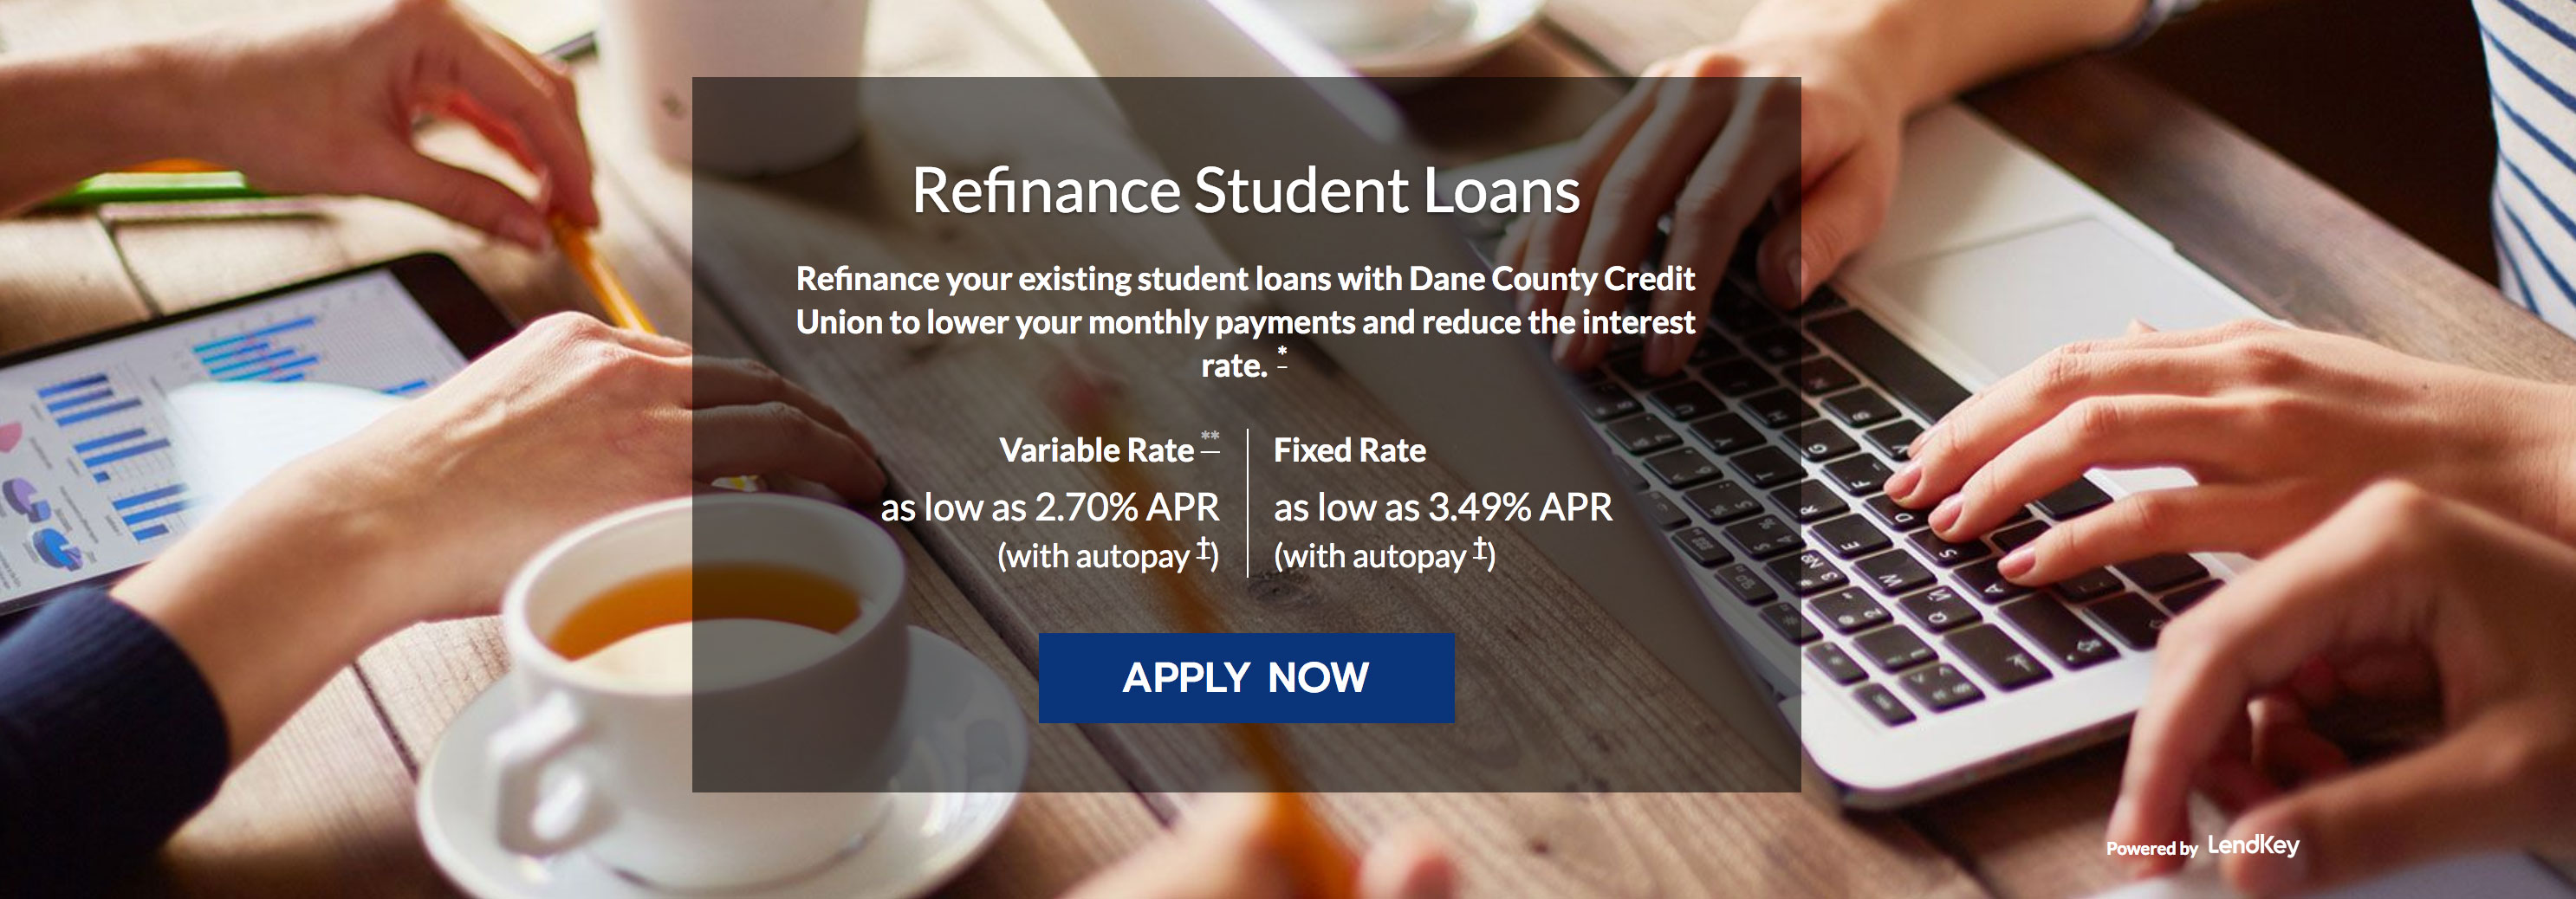 Refinance Student Loans
Refinance your existing student loans with Dane County Credit
Union to lower your monthly payments and reduce the interest
rate. *
Variable Rate **
as low as 2.70% APR
(with autopay ‡)
Fixed Rate
as low as 3.49% APR
(with autopay ‡)
APPLY NOW
Powered by LendKey